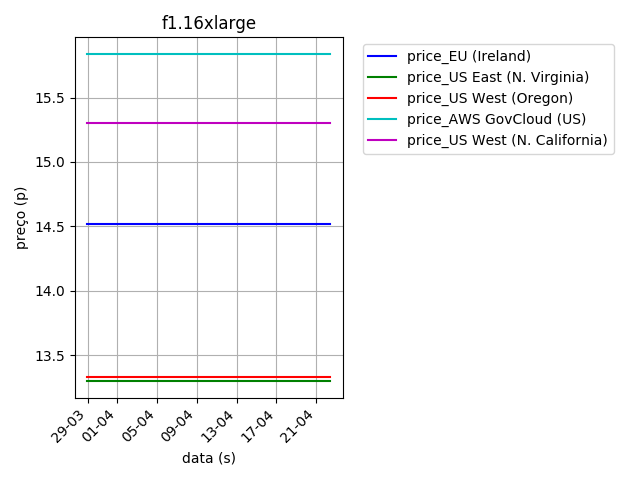 f1.16xlarge
price_EU (Ireland)
price_US East (N. Virginia)
price_US West (Oregon)
price_AWS GovCloud (US)
price_US West (N. California)
preço (p)
15.5
15.0
14.5
14.0
13.5
29-03
01-04
05-04
09-04
13-04
17-04
21-04
data (s)